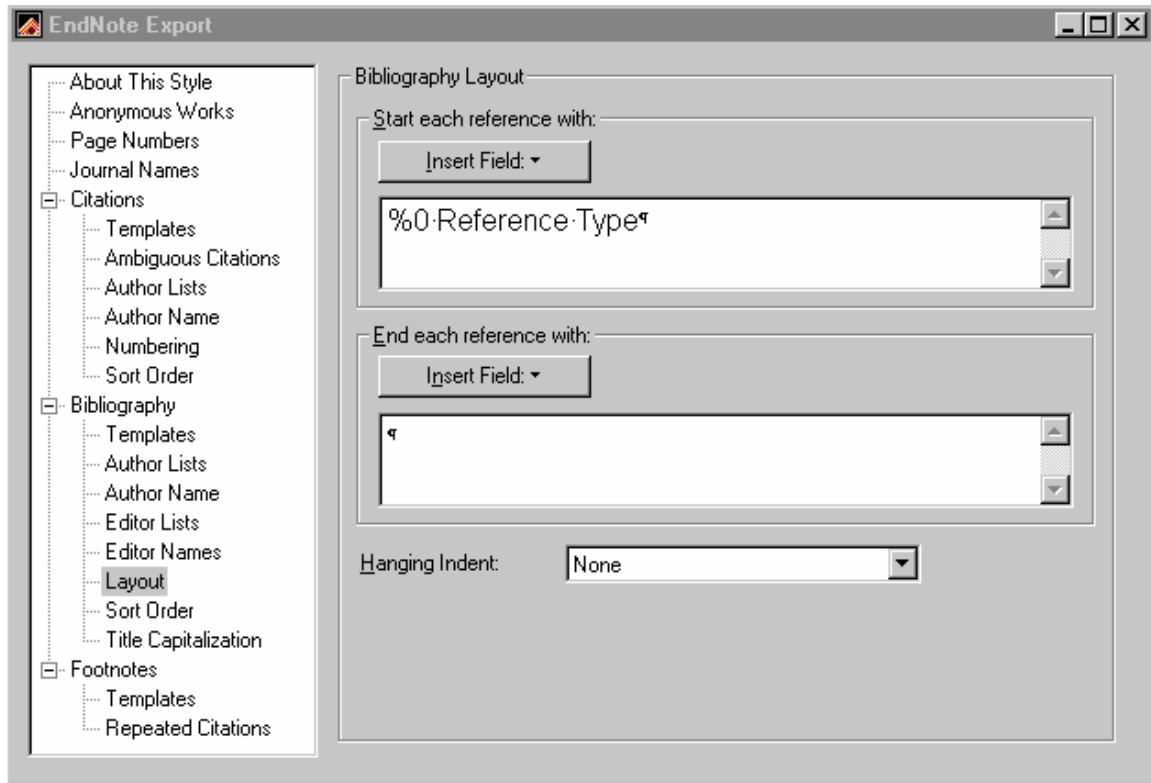 EndNote Export
About This Style
Anonymous Works
Page Numbers
Journal Names
Citations
Templates
Ambiguous Citations
Author Lists
Author Name
Numbering
Sort Order
Bibliography
Templates
Author Lists
Author Name
Editor Lists
Editor Names
Layout
Sort Order
Title Capitalization
Footnotes
Templates
Repeated Citations
Bibliography Layout
Start each reference with:
Insert Field:
%0·Reference·Type¶
End each reference with:
Insert Field:
¶
Hanging Indent:
None